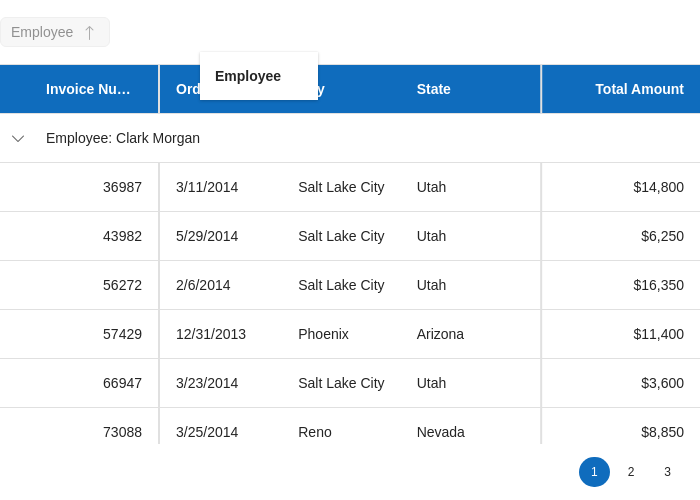 Employee
Employee
Invoice Nu… Ord y State Total Amount
Employee: Clark Morgan
36987 3/11/2014 Salt Lake City Utah $14,800
43982 5/29/2014 Salt Lake City Utah $6,250
56272 2/6/2014 Salt Lake City Utah $16,350
57429 12/31/2013 Phoenix Arizona $11,400
66947 3/23/2014 Salt Lake City Utah $3,600
73088 3/25/2014 Reno Nevada $8,850
1 2 3